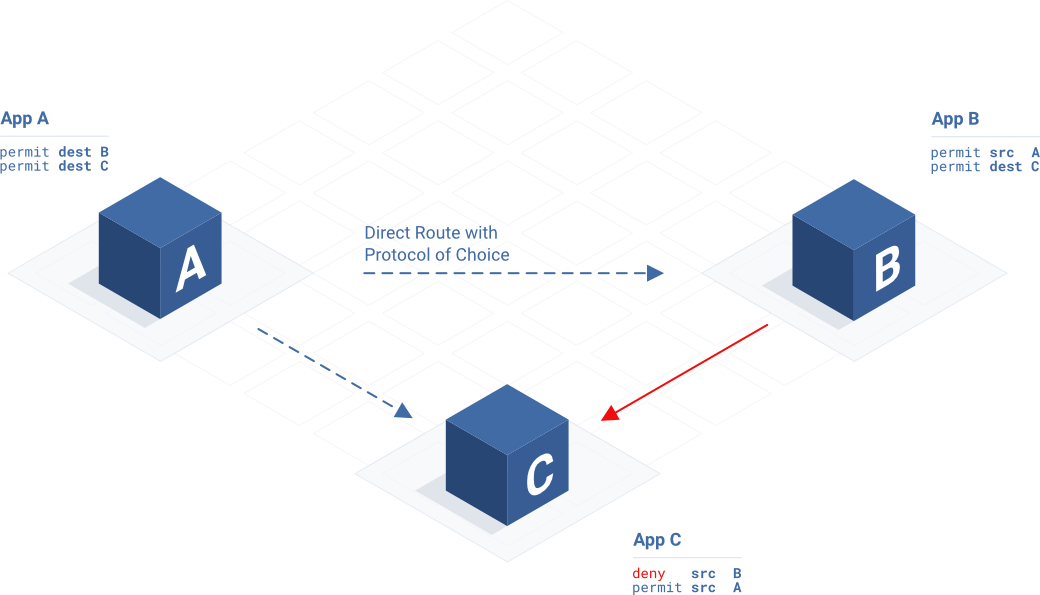 App A
permit dest B
permit dest C
App B
permit src A
permit dest C
Direct Route with
Protocol of Choice
A
B
C
App C
deny src B
permit src A